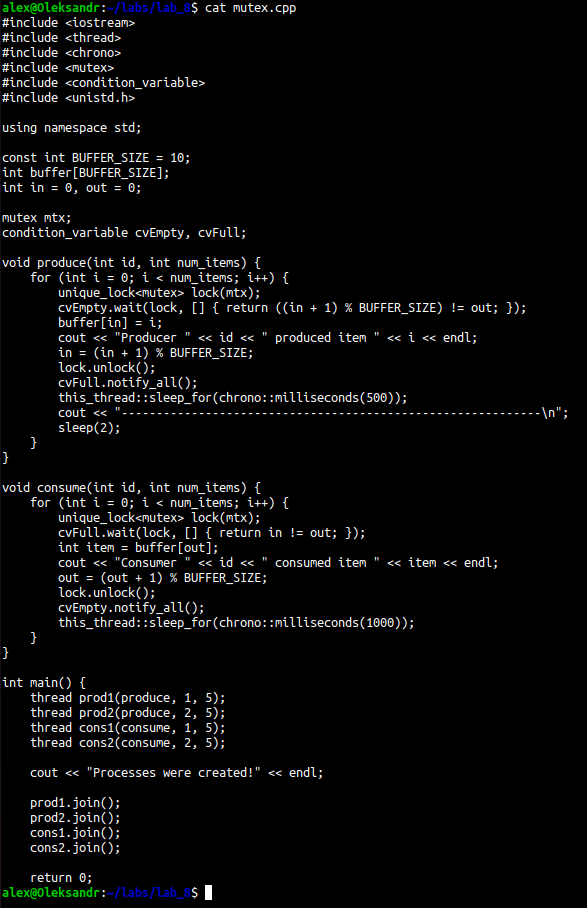 alex@Oleksandr:~/labs/lab_8$ cat mutex.cpp
#include <iostream>
#include <thread>
#include <chrono>
#include <mutex>
#include <condition_variable>
#include <unistd.h>

using namespace std;

const int BUFFER_SIZE = 10;
int buffer[BUFFER_SIZE];
int in = 0, out = 0;

mutex mtx;
condition_variable cvEmpty, cvFull;

void produce(int id, int num_items) {
    for (int i = 0; i < num_items; i++) {
        unique_lock<mutex> lock(mtx);
        cvEmpty.wait(lock, [] { return ((in + 1) % BUFFER_SIZE) != out; });
        buffer[in] = i;
        cout << "Producer " << id << " produced item " << i << endl;
        in = (in + 1) % BUFFER_SIZE;
        lock.unlock();
        cvFull.notify_all();
        this_thread::sleep_for(chrono::milliseconds(500));
        cout << "------------------------------------------------------------\n";
        sleep(2);
    }
}

void consume(int id, int num_items) {
    for (int i = 0; i < num_items; i++) {
        unique_lock<mutex> lock(mtx);
        cvFull.wait(lock, [] { return in != out; });
        int item = buffer[out];
        cout << "Consumer " << id << " consumed item " << item << endl;
        out = (out + 1) % BUFFER_SIZE;
        lock.unlock();
        cvEmpty.notify_all();
        this_thread::sleep_for(chrono::milliseconds(1000));
    }
}

int main() {
    thread prod1(produce, 1, 5);
    thread prod2(produce, 2, 5);
    thread cons1(consume, 1, 5);
    thread cons2(consume, 2, 5);

    cout << "Processes were created!" << endl;

    prod1.join();
    prod2.join();
    cons1.join();
    cons2.join();

    return 0;
alex@Oleksandr:~/labs/lab_8$